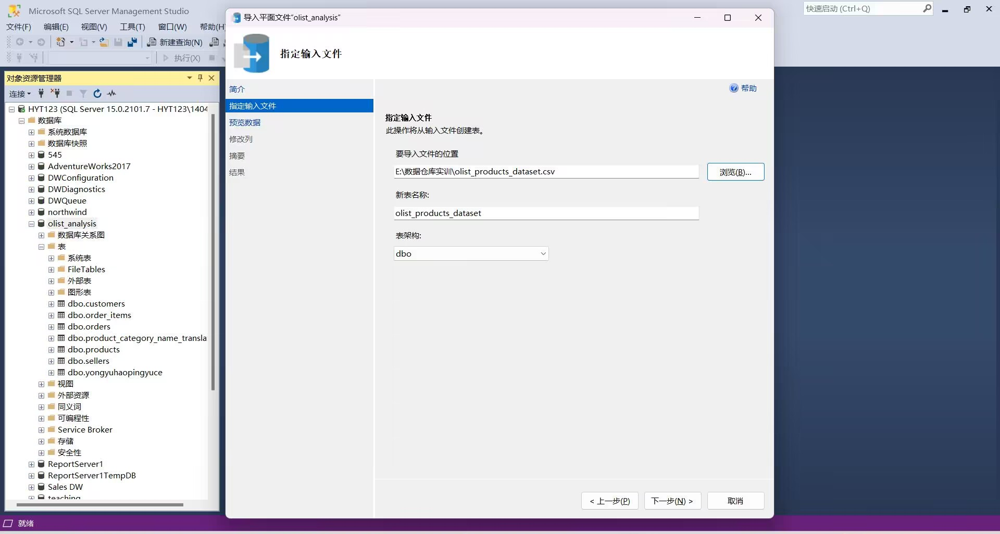 Microsoft SQL Server Management Studio
快速启动 (Ctrl+Q)
文件(F) 编辑(E) 视图(V) 工具(T) 窗口(W) 帮助(H
新建查询(N)
执行(X)
对象资源管理器
连接
HYT123 (SQL Server 15.0.2101.7 - HYT123\1404
数据库
系统数据库
数据库快照
545
AdventureWorks2017
DWConfiguration
DWDiagnostics
DWQueue
northwind
olist_analysis
数据库关系图
表
系统表
FileTables
外部表
图形表
dbo.customers
dbo.order_items
dbo.orders
dbo.product_category_name_transla
dbo.products
dbo.sellers
dbo.yongyuhaopingyuce
视图
外部资源
同义词
可编程性
Service Broker
存储
安全性
ReportServer1
ReportServer1TempDB
Sales DW
teaching
就绪
导入平面文件“olist_analysis”
指定输入文件
简介
指定输入文件
预览数据
修改列
摘要
结果
帮助
指定输入文件
此操作将从输入文件创建表。
要导入文件的位置
E:\数据仓库实训\olist_products_dataset.csv
浏览(B)...
新表名称:
olist_products_dataset
表架构:
dbo
< 上一步(P) 下一步(N) > 取消